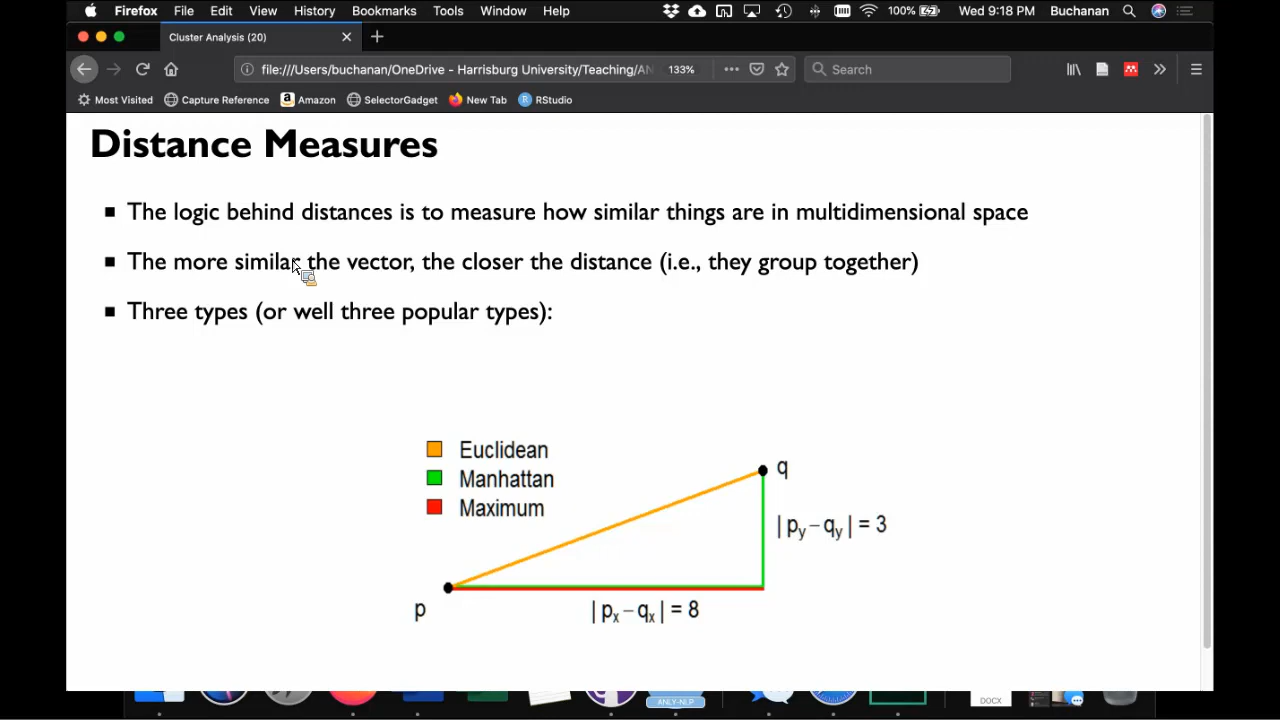 Firefox File Edit View History Bookmarks Tools Window Help 100% Wed 9:18 PM Buchanan
Cluster Analysis (20)
file:///Users/buchanan/OneDrive - Harrisburg University/Teaching/AN 133% Search
Most Visited Capture Reference Amazon SelectorGadget New Tab RStudio
Distance Measures
The logic behind distances is to measure how similar things are in multidimensional space
The more similar the vector, the closer the distance (i.e., they group together)
Three types (or well three popular types):
Euclidean
Manhattan
Maximum
q
| py − qy | = 3
p
| px − qx | = 8
ANLY-NLP
DOCX